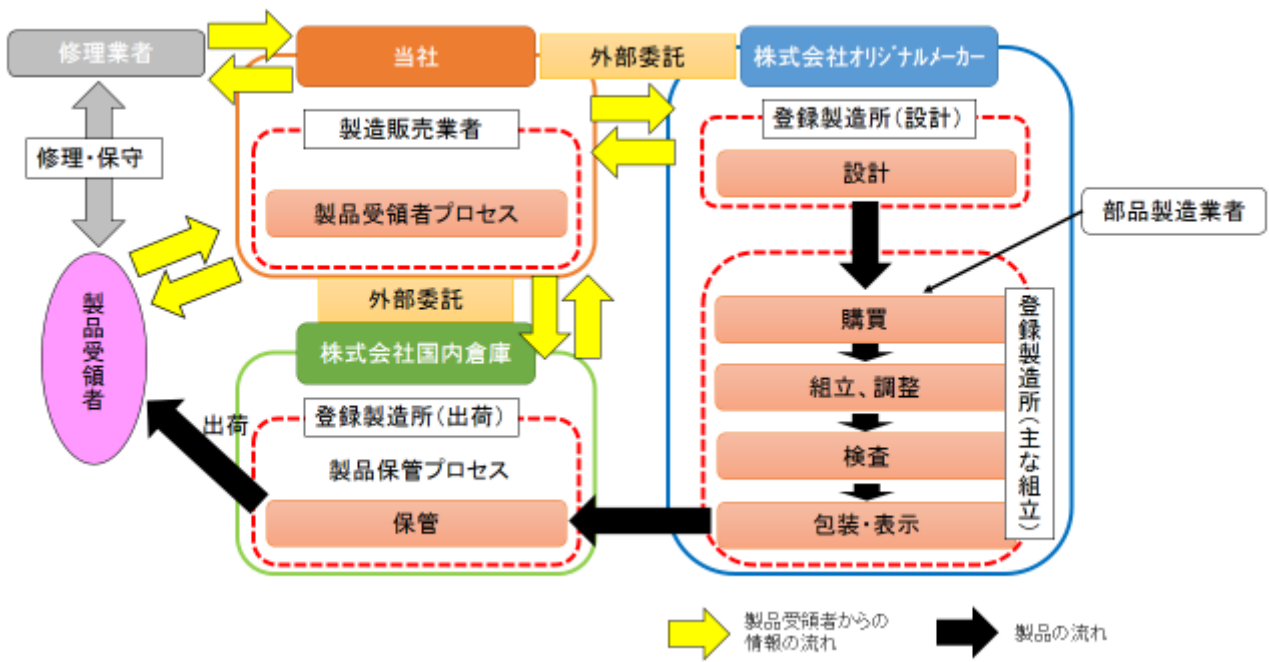 修理業者
当社
外部委託
株式会社オリジナルメーカー
製造販売業者
登録製造所(設計)
修理・保守
設計
製品受領者プロセス
部品製造業者
外部委託
製品受領者
購買
登録製造所(主な組立)
株式会社国内倉庫
組立、調整
登録製造所(出荷)
出荷
製品保管プロセス
検査
保管
包装・表示
製品受領者からの
情報の流れ
製品の流れ